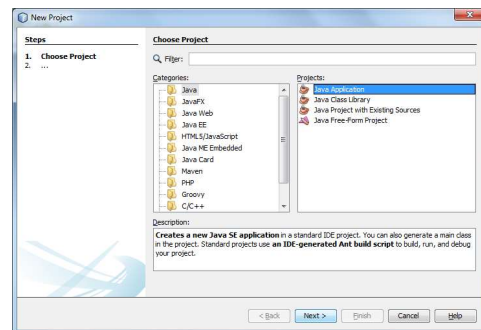 New Project
Steps
1. Choose Project
2. ...
Choose Project
Filter:
Categories:
Java
JavaFX
Java Web
Java EE
HTML5/JavaScript
Java ME Embedded
Java Card
Maven
PHP
Groovy
C/C++
Projects:
Java Application
Java Class Library
Java Project with Existing Sources
Java Free-Form Project
Description:
Creates a new Java SE application in a standard IDE project. You can also generate a main class
in the project. Standard projects use an IDE-generated Ant build script to build, run, and debug
your project.
< Back Next > Finish Cancel Help